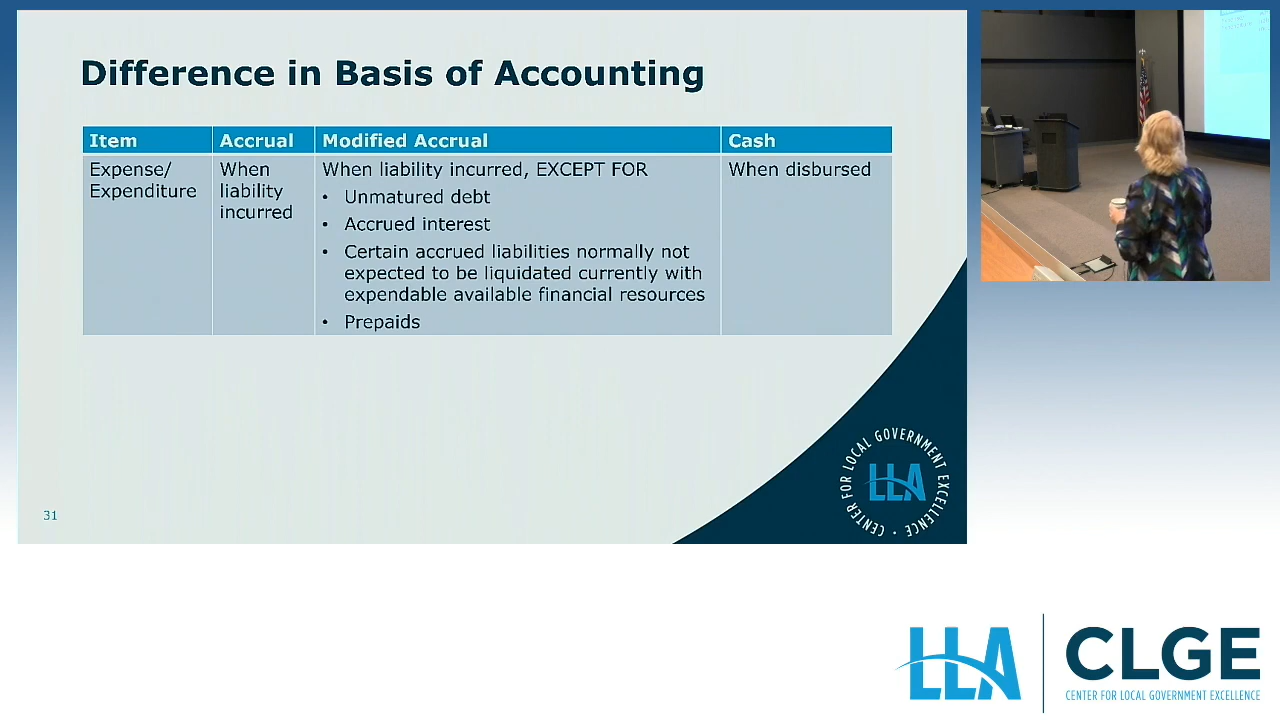 Difference in Basis of Accounting
Item
Accrual
Modified Accrual
Cash
Expense/
Expenditure
When
liability
incurred
When liability incurred, EXCEPT FOR
• Unmatured debt
• Accrued interest
• Certain accrued liabilities normally not
expected to be liquidated currently with
expendable available financial resources
• Prepaids
When disbursed
31
CENTER FOR LOCAL GOVERNMENT EXCELLENCE •
LLA
LLA
CLGE
CENTER FOR LOCAL GOVERNMENT EXCELLENCE